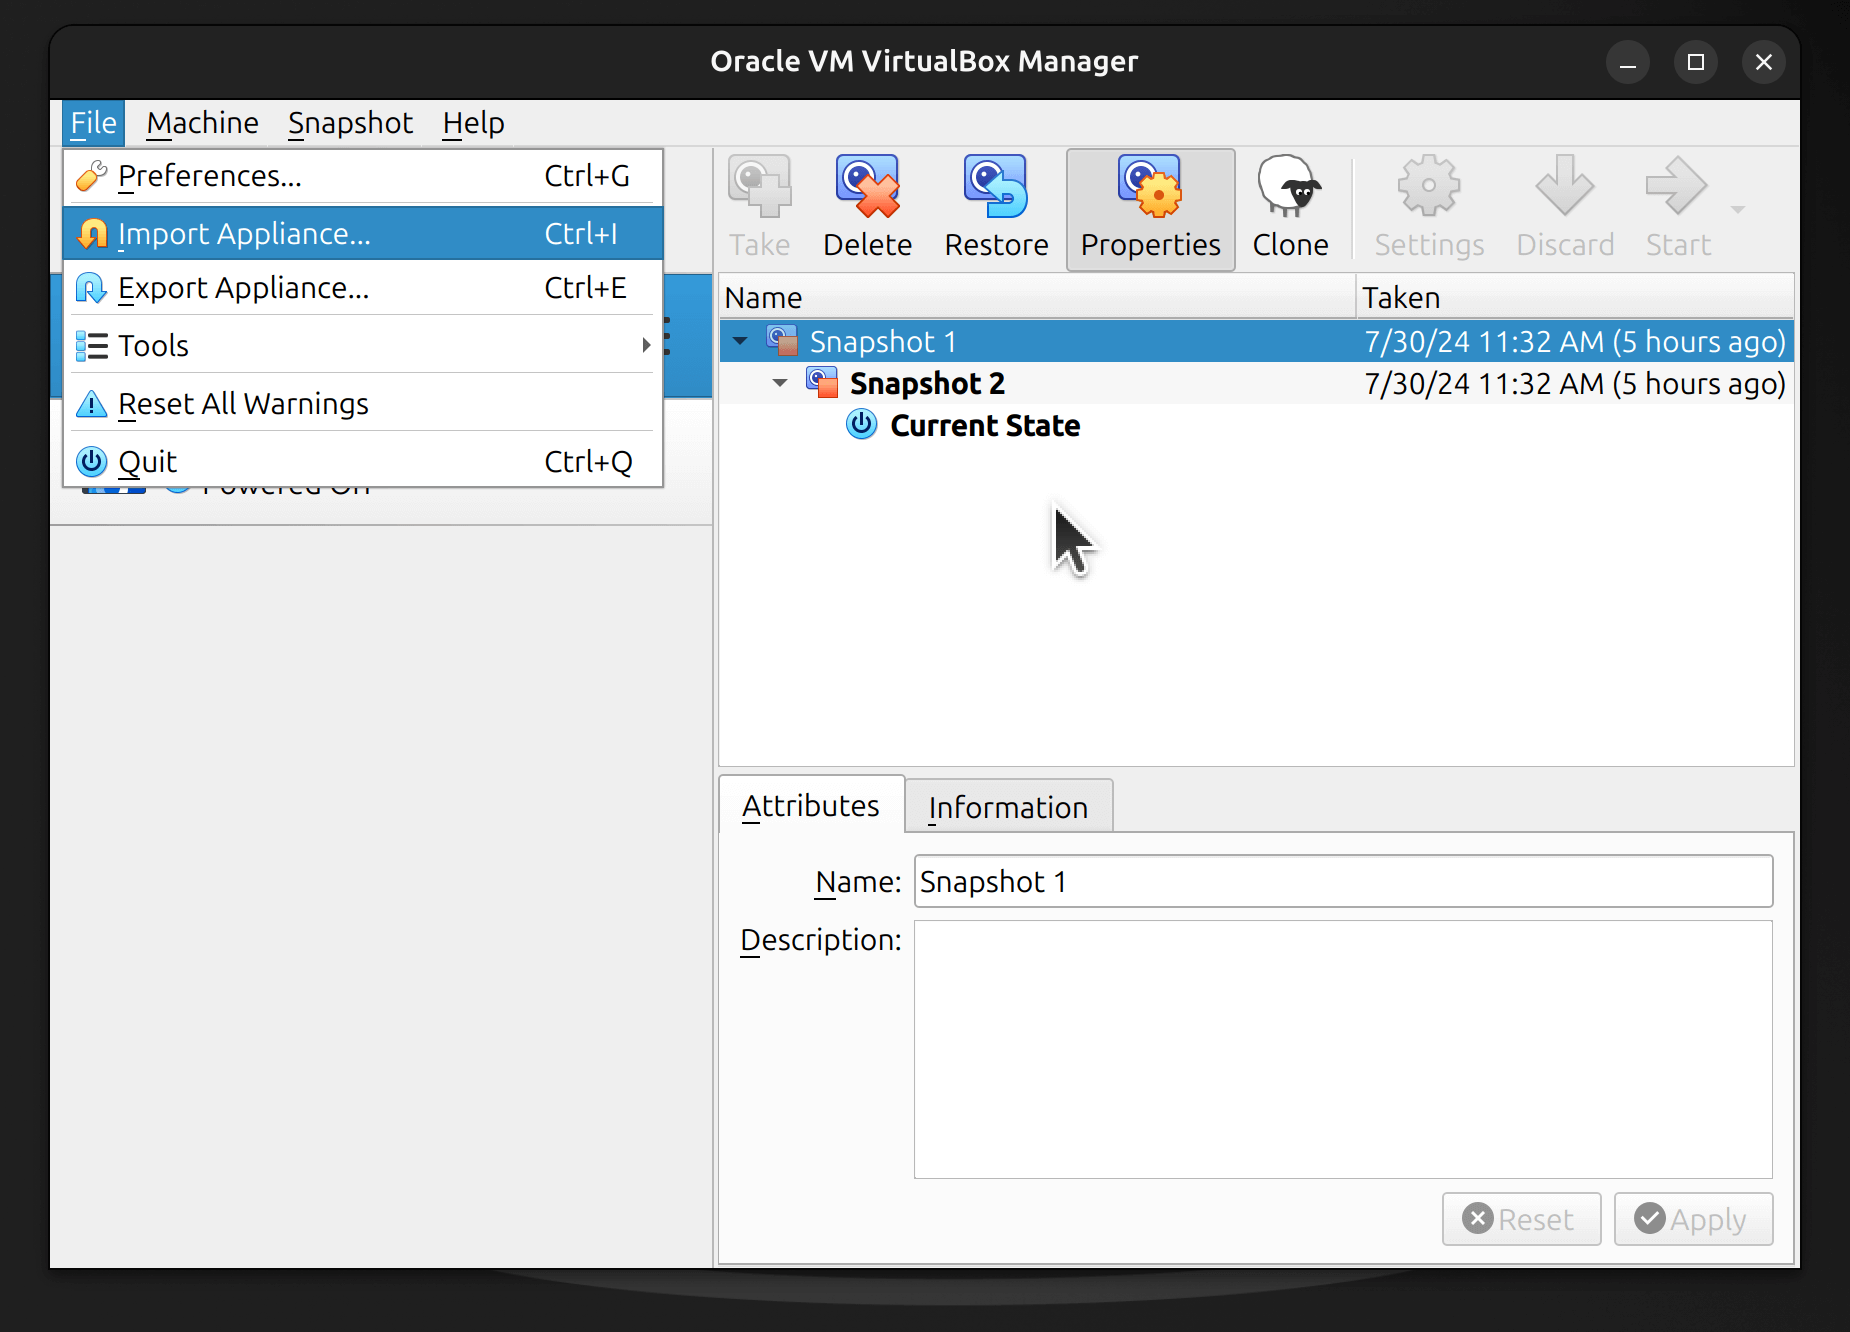 Oracle VM VirtualBox Manager
File Machine Snapshot Help
Preferences... Ctrl+G
Import Appliance... Ctrl+I
Export Appliance... Ctrl+E
Tools
Reset All Warnings
Quit Ctrl+Q
Powered Off
Take Delete Restore Properties Clone Settings Discard Start
Name Taken
Snapshot 1 7/30/24 11:32 AM (5 hours ago)
Snapshot 2 7/30/24 11:32 AM (5 hours ago)
Current State
Attributes Information
Name: Snapshot 1
Description:
Reset Apply